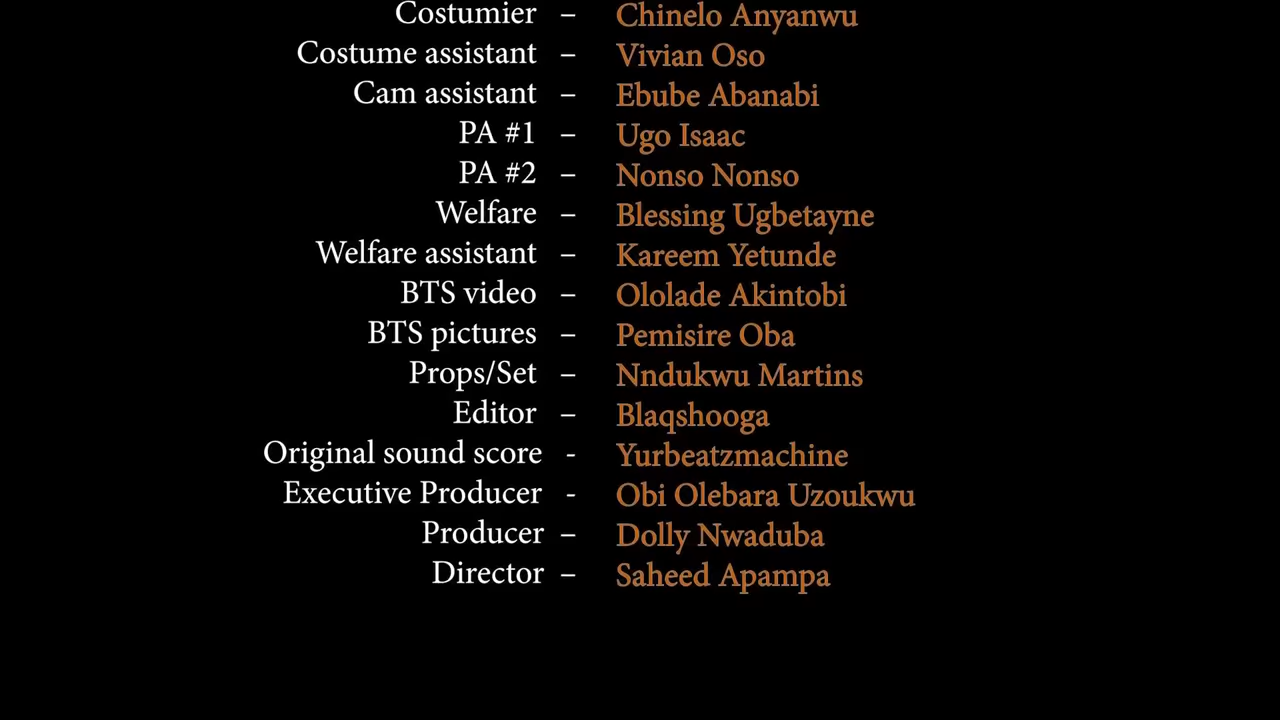 Costumier – Chinelo Anyanwu
Costume assistant – Vivian Oso
Cam assistant – Ebube Abanabi
PA #1 – Ugo Isaac
PA #2 – Nonso Nonso
Welfare – Blessing Ugbetayne
Welfare assistant – Kareem Yetunde
BTS video – Ololade Akintobi
BTS pictures – Pemisire Oba
Props/Set – Nndukwu Martins
Editor – Blaqshooga
Original sound score - Yurbeatzmachine
Executive Producer - Obi Olebara Uzoukwu
Producer – Dolly Nwaduba
Director – Saheed Apampa